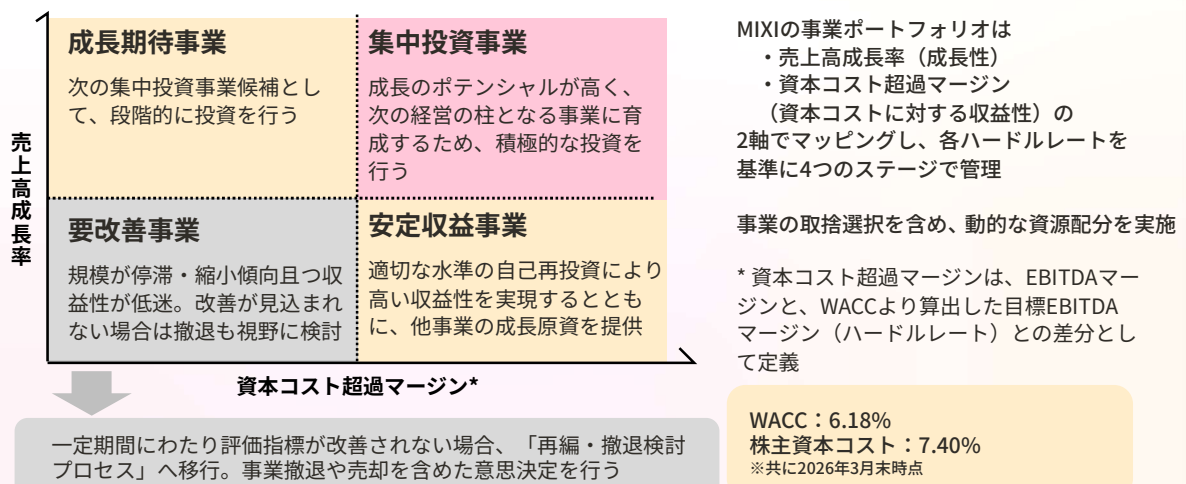 売上高成長率
成長期待事業
次の集中投資事業候補とし
て、段階的に投資を行う
集中投資事業
成長のポテンシャルが高く、
次の経営の柱となる事業に育
成するため、積極的な投資を
行う
要改善事業
規模が停滞・縮小傾向且つ収
益性が低迷。改善が見込まれ
ない場合は撤退も視野に検討
安定収益事業
適切な水準の自己再投資により
高い収益性を実現するととも
に、他事業の成長原資を提供
資本コスト超過マージン*
一定期間にわたり評価指標が改善されない場合、「再編・撤退検討
プロセス」へ移行。事業撤退や売却を含めた意思決定を行う
MIXIの事業ポートフォリオは
・売上高成長率（成長性）
・資本コスト超過マージン
（資本コストに対する収益性）の
2軸でマッピングし、各ハードルレートを
基準に4つのステージで管理
事業の取捨選択を含め、動的な資源配分を実施
* 資本コスト超過マージンは、EBITDAマー
ジンと、WACCより算出した目標EBITDA
マージン（ハードルレート）との差分とし
て定義
WACC：6.18%
株主資本コスト：7.40%
※共に2026年3月末時点